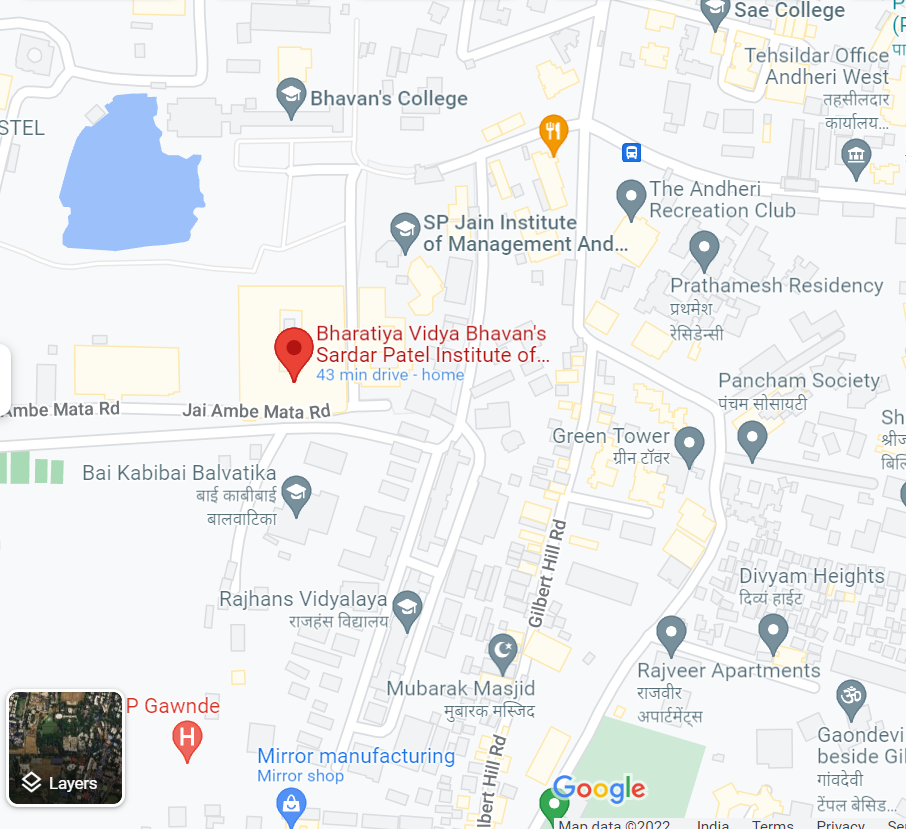 Sae College
Tehsildar Office
Andheri West
तहसीलदार
कार्यालय...
Bhavan's College
STEL
The Andheri
Recreation Club
SP Jain Institute
of Management And...
Prathamesh Residency
प्रथमेश
रेसिडेन्सी
Bharatiya Vidya Bhavan's
Sardar Patel Institute of...
43 min drive - home
Pancham Society
पंचम सोसायटी
Ambe Mata Rd
Jai Ambe Mata Rd
Sh
श्रीज
बिल्डि
Green Tower
ग्रीन टॉवर
Bai Kabibai Balvatika
बाई काबीबाई
बालवाटिका
Gilbert Hill Rd
Divyam Heights
दिव्यं हाईट
Rajhans Vidyalaya
राजहंस विद्यालय
Rajveer Apartments
राजवीर
अपार्टमेंट्स
Mubarak Masjid
मुबारक मस्जिद
P Gawnde
H
Gaondevi
beside Gil
गांवदेवी
टेंपल बेसिड...
Mirror manufacturing
Mirror shop
lbert Hill Rd
Layers
Google
Map data ©2022 India Terms Privacy Se